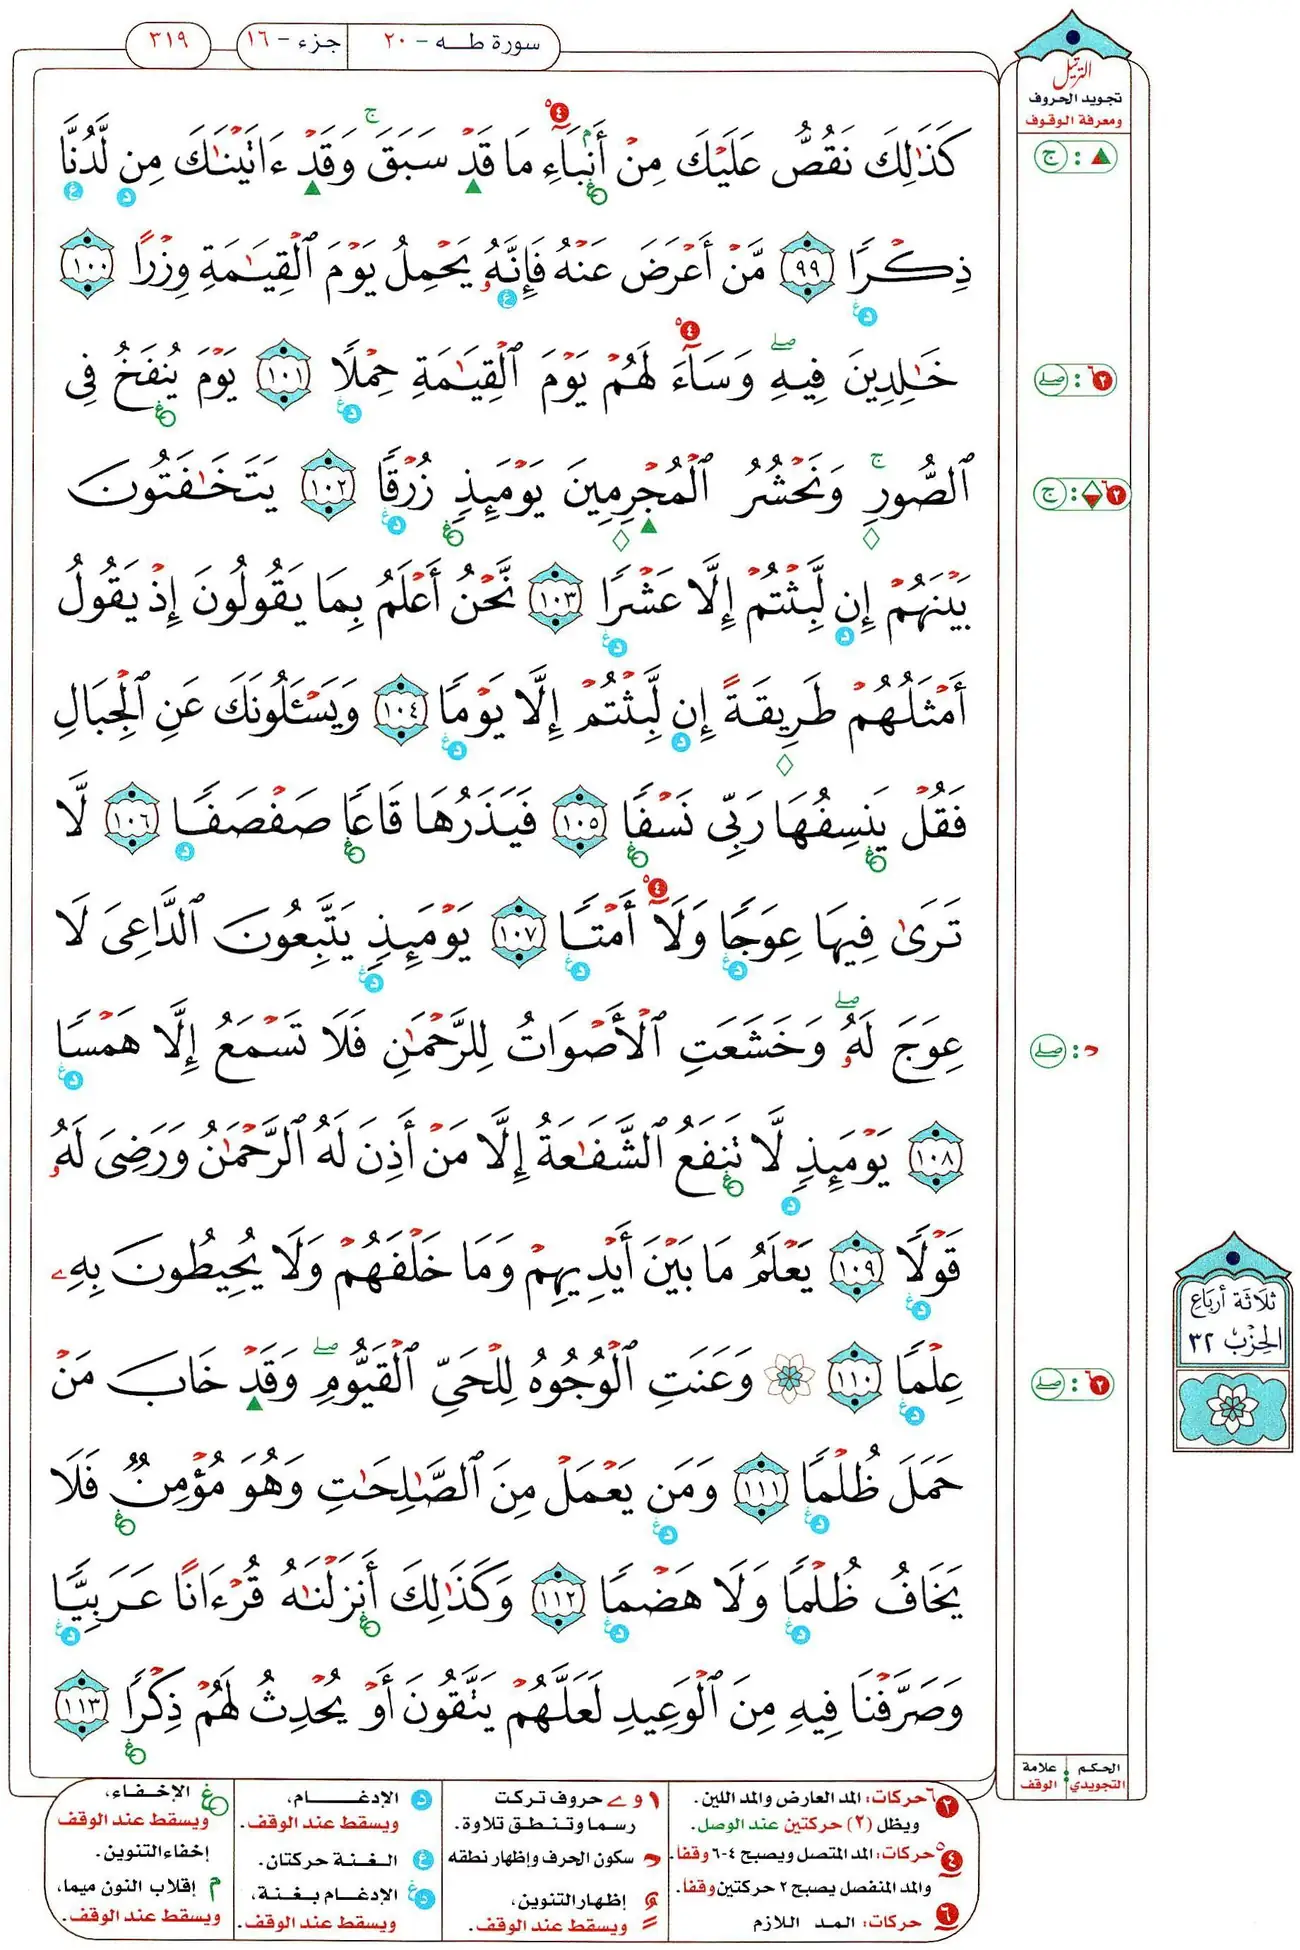 سورة طه - ٢٠
جزء - ١٦
٣١٩
الترتيل
تجويد الحروف
ومعرفة الوقوف
كَذَٰلِكَ نَقُصُّ عَلَيْكَ مِنْ أَنۢبَآءِ مَا قَدْ سَبَقَ ۚ وَقَدْ ءَاتَيْنَٰكَ مِن لَّدُنَّا
ذِكْرًا ٩٩ مَّنْ أَعْرَضَ عَنْهُ فَإِنَّهُۥ يَحْمِلُ يَوْمَ ٱلْقِيَٰمَةِ وِزْرًا ١٠٠
خَٰلِدِينَ فِيهِ ۖ وَسَآءَ لَهُمْ يَوْمَ ٱلْقِيَٰمَةِ حِمْلًا ١٠١ يَوْمَ يُنفَخُ فِى
ٱلصُّورِ ۚ وَنَحْشُرُ ٱلْمُجْرِمِينَ يَوْمَئِذٍ زُرْقًا ١٠٢ يَتَخَٰفَتُونَ
بَيْنَهُمْ إِن لَّبِثْتُمْ إِلَّا عَشْرًا ١٠٣ نَّحْنُ أَعْلَمُ بِمَا يَقُولُونَ إِذْ يَقُولُ
أَمْثَلُهُمْ طَرِيقَةً إِن لَّبِثْتُمْ إِلَّا يَوْمًا ١٠٤ وَيَسْـَٔلُونَكَ عَنِ ٱلْجِبَالِ
فَقُلْ يَنسِفُهَا رَبِّى نَسْفًا ١٠٥ فَيَذَرُهَا قَاعًا صَفْصَفًا ١٠٦ لَّا
تَرَىٰ فِيهَا عِوَجًا وَلَآ أَمْتًا ١٠٧ يَوْمَئِذٍ يَتَّبِعُونَ ٱلدَّاعِىَ لَا
عِوَجَ لَهُۥ ۖ وَخَشَعَتِ ٱلْأَصْوَاتُ لِلرَّحْمَٰنِ فَلَا تَسْمَعُ إِلَّا هَمْسًا
١٠٨ يَوْمَئِذٍ لَّا تَنفَعُ ٱلشَّفَٰعَةُ إِلَّا مَنْ أَذِنَ لَهُ ٱلرَّحْمَٰنُ وَرَضِىَ لَهُۥ
قَوْلًا ١٠٩ يَعْلَمُ مَا بَيْنَ أَيْدِيهِمْ وَمَا خَلْفَهُمْ وَلَا يُحِيطُونَ بِهِۦ
عِلْمًا ١١٠ ۞ وَعَنَتِ ٱلْوُجُوهُ لِلْحَىِّ ٱلْقَيُّومِ ۖ وَقَدْ خَابَ مَنْ
حَمَلَ ظُلْمًا ١١١ وَمَن يَعْمَلْ مِنَ ٱلصَّٰلِحَٰتِ وَهُوَ مُؤْمِنٌ فَلَا
يَخَافُ ظُلْمًا وَلَا هَضْمًا ١١٢ وَكَذَٰلِكَ أَنزَلْنَٰهُ قُرْءَانًا عَرَبِيًّا
وَصَرَّفْنَا فِيهِ مِنَ ٱلْوَعِيدِ لَعَلَّهُمْ يَتَّقُونَ أَوْ يُحْدِثُ لَهُمْ ذِكْرًا ١١٣
ثلاثة أرباع
الحزب ٣٢
الحكم التجويدي
علامة الوقف
٦ ٢ حركات: المد العارض والمد اللين.
ويظل (٢) حركتين عند الوصل.
٥ ٤ حركات: المد المتصل ويصبح ٤-٦ وقفاً.
والمد المنفصل يصبح ٢ حركتين وقفاً.
٦ حركات: المد اللازم
ا و ے حروف تركت
رسما وتنطق تلاوة.
سكون الحرف وإظهار نطقه
إظهار التنوين،
ويسقط عند الوقف.
د الإدغام،
ويسقط عند الوقف.
غ الغنة حركتان.
دغ الإدغام بغنة،
ويسقط عند الوقف.
الإخفاء،
ويسقط عند الوقف
إخفاء التنوين.
م إقلاب النون ميما،
ويسقط عند الوقف.